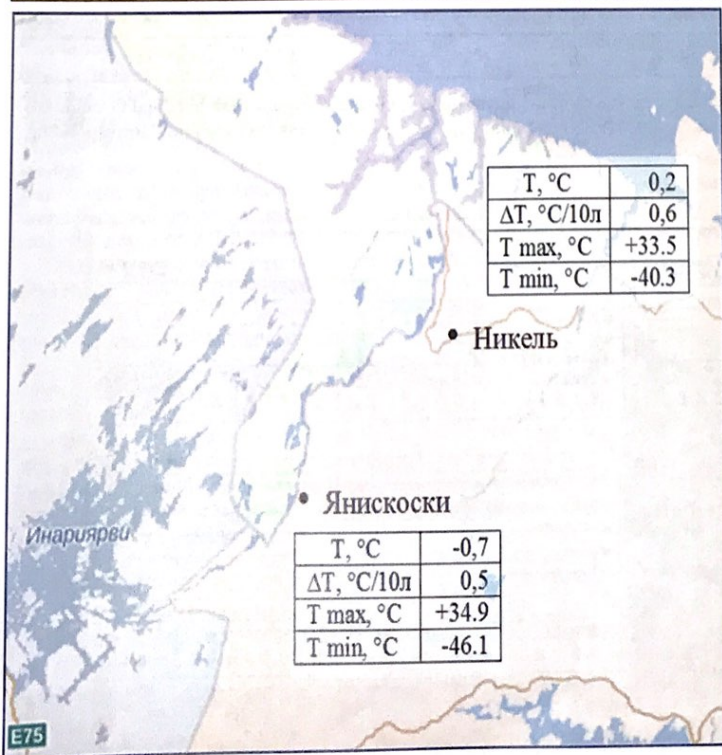 T, °C 0,2
ΔT, °C/10л 0,6
T max, °C +33.5
T min, °C -40.3
Никель
Янискоски
Инариярви
T, °C -0,7
ΔT, °C/10л 0,5
T max, °C +34.9
T min, °C -46.1
E75